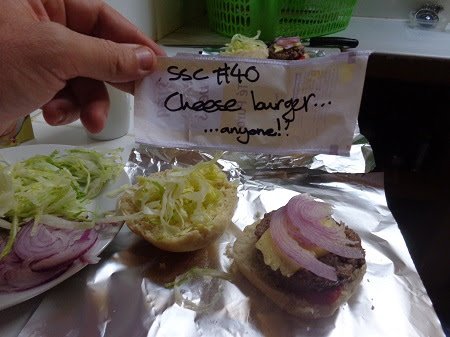 SSC #40
Cheese burger...
...anyone!?